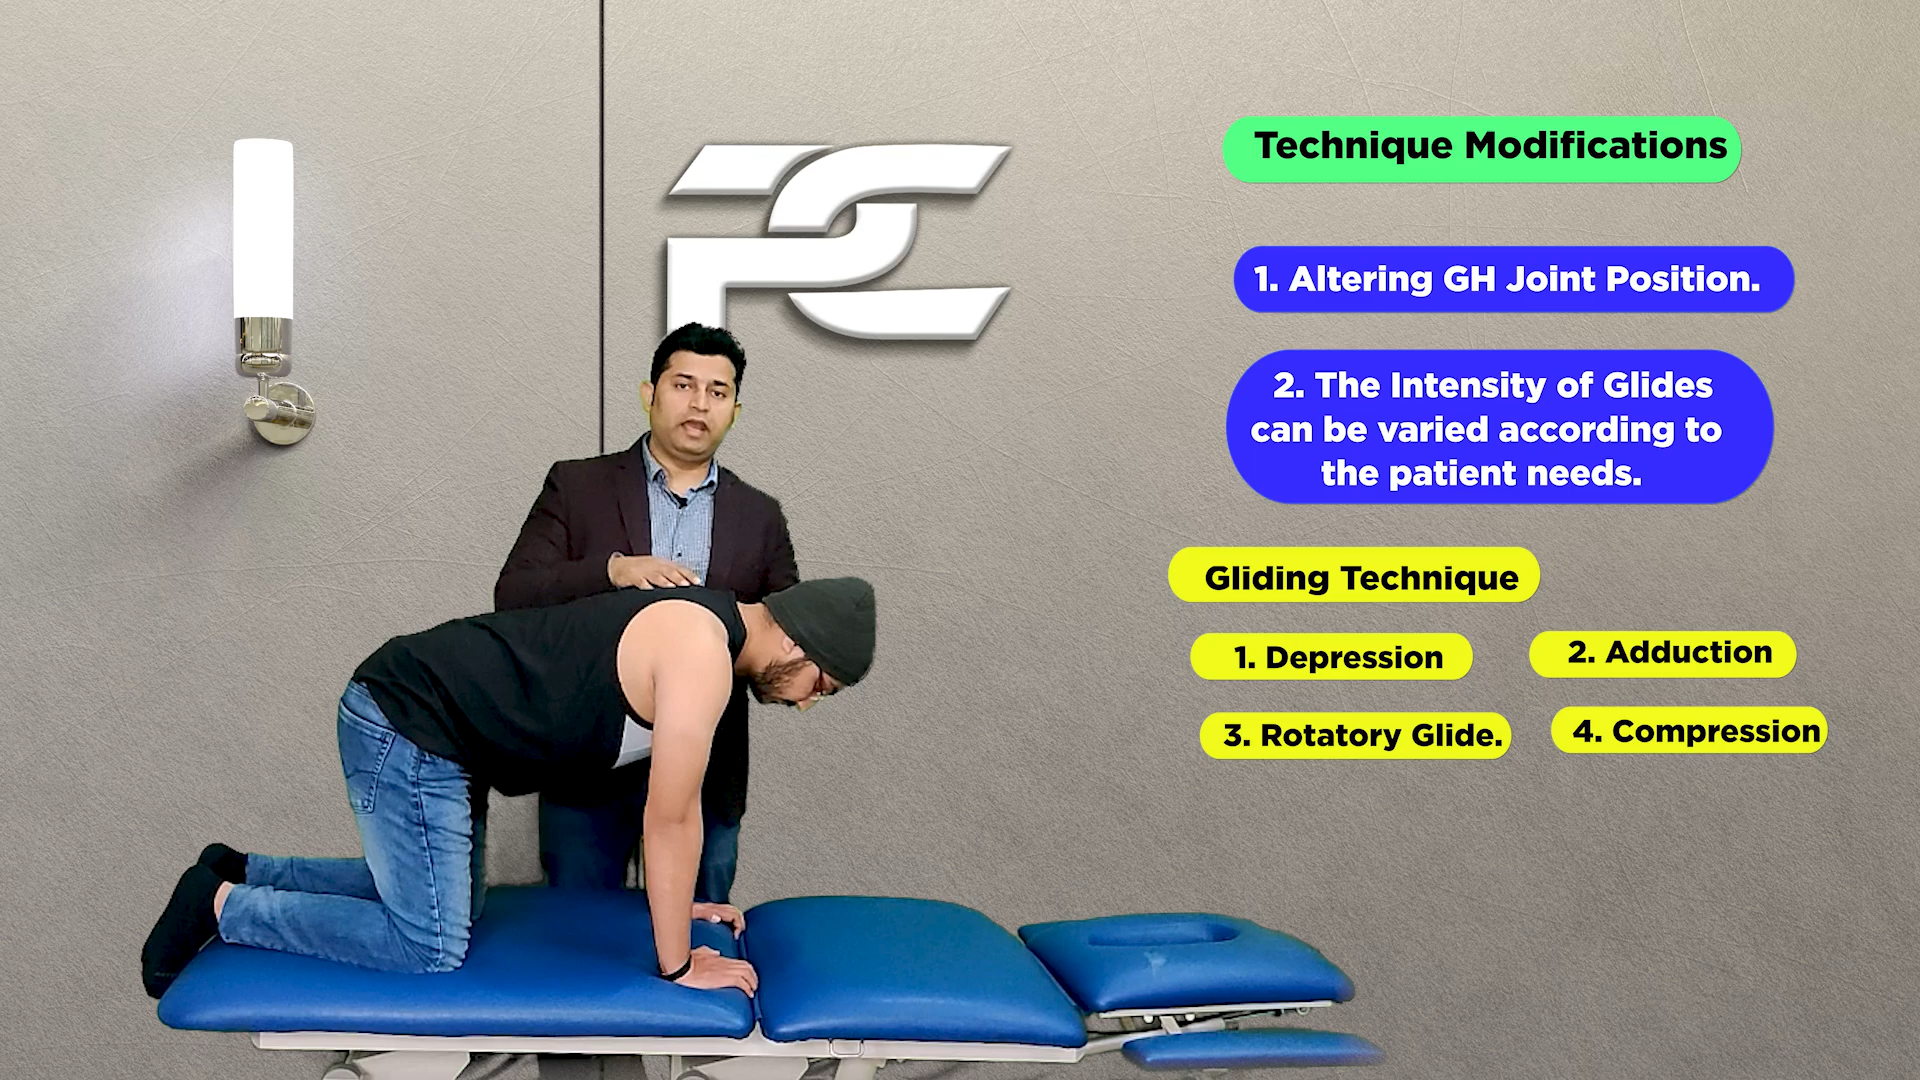 PC
Technique Modifications
1. Altering GH Joint Position.
2. The Intensity of Glides
can be varied according to
the patient needs.
Gliding Technique
1. Depression
2. Adduction
3. Rotatory Glide.
4. Compression